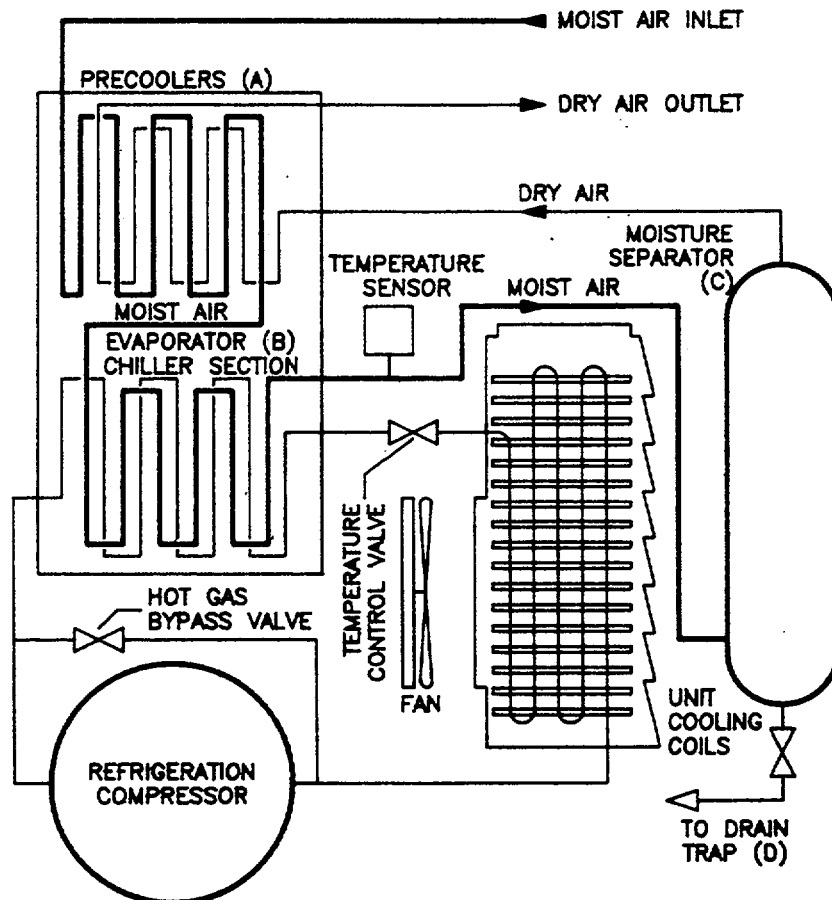 MOIST AIR INLET
PRECOOLERS (A)
DRY AIR OUTLET
DRY AIR
MOISTURE
SEPARATOR
(C)
TEMPERATURE
SENSOR
MOIST AIR
MOIST AIR
EVAPORATOR (B)
CHILLER SECTION
TEMPERATURE
CONTROL VALVE
HOT GAS
BYPASS VALVE
FAN
UNIT
COOLING
COILS
REFRIGERATION
COMPRESSOR
TO DRAIN
TRAP (D)